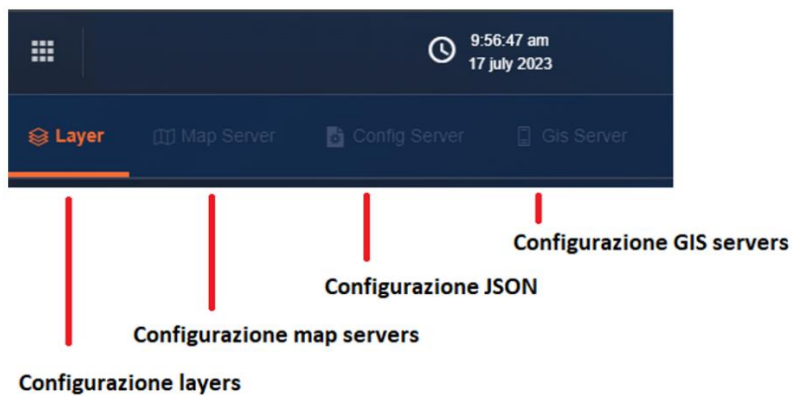 9:56:47 am
17 july 2023
Layer
Map Server
Config Server
Gis Server
Configurazione GIS servers
Configurazione JSON
Configurazione map servers
Configurazione layers